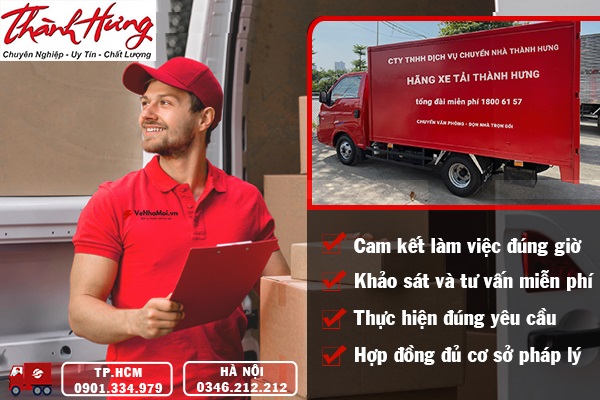 Thành Hưng
Chuyên Nghiệp - Uy Tín - Chất Lượng
CTY TNHH DỊCH VỤ CHUYỂN NHÀ THÀNH HƯNG
HÃNG XE TẢI THÀNH HƯNG
tổng đài miễn phí 1800 61 57
CHUYỂN VĂN PHÒNG - DỌN NHÀ TRỌN GÓI
VeNhaMoi.vn
Cam kết làm việc đúng giờ
Khảo sát và tư vấn miễn phí
Thực hiện đúng yêu cầu
Hợp đồng đủ cơ sở pháp lý
TP.HCM
0901.334.979
HÀ NỘI
0346.212.212